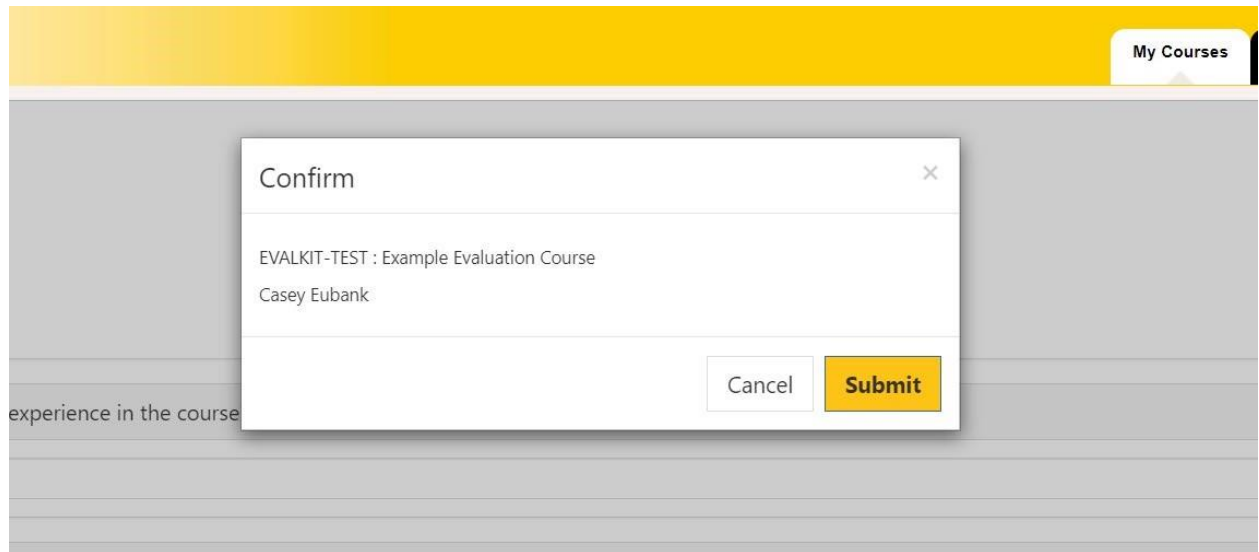 My Courses
Confirm
×
EVALKIT-TEST : Example Evaluation Course
Casey Eubank
Cancel
Submit
experience in the course